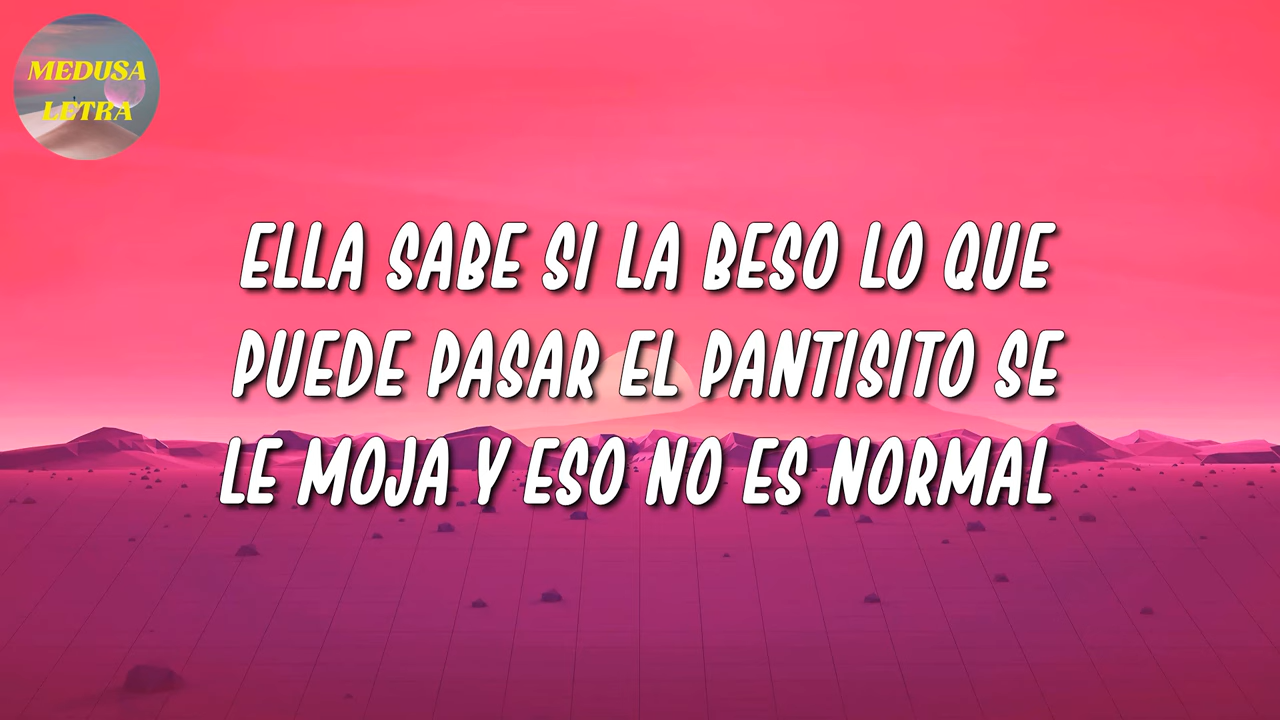 MEDUSA
LETRA
ELLA SABE SI LA BESO LO QUE
PUEDE PASAR EL PANTISITO SE
LE MOJA Y ESO NO ES NORMAL